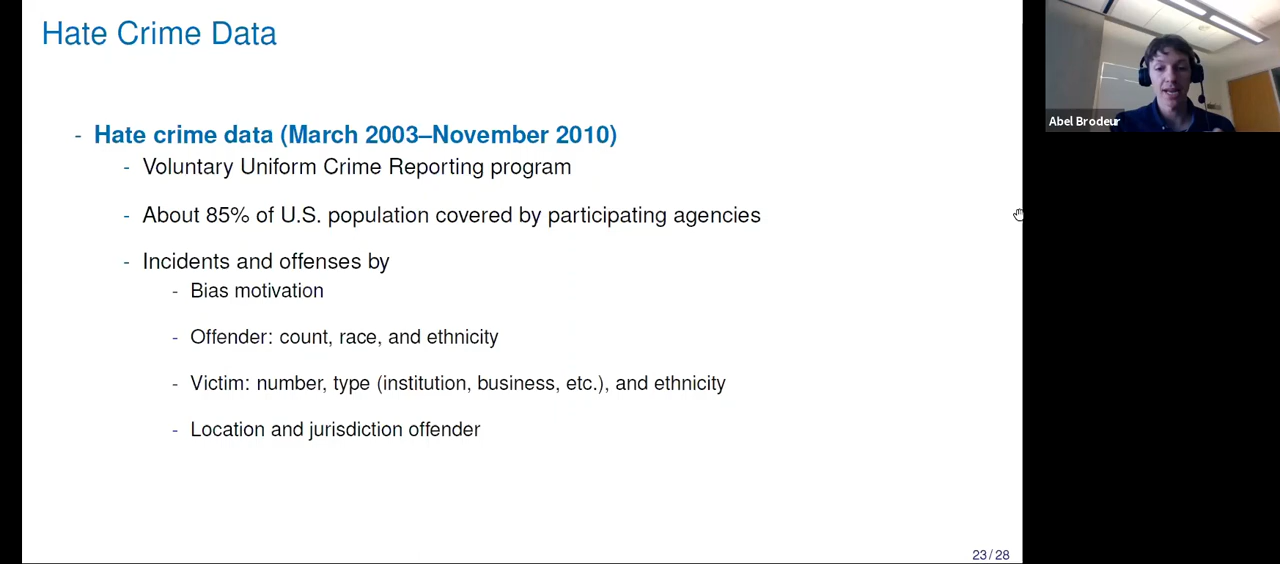 Hate Crime Data
- Hate crime data (March 2003–November 2010)
- Voluntary Uniform Crime Reporting program
- About 85% of U.S. population covered by participating agencies
- Incidents and offenses by
- Bias motivation
- Offender: count, race, and ethnicity
- Victim: number, type (institution, business, etc.), and ethnicity
- Location and jurisdiction offender
23 / 28
Abel Brodeur